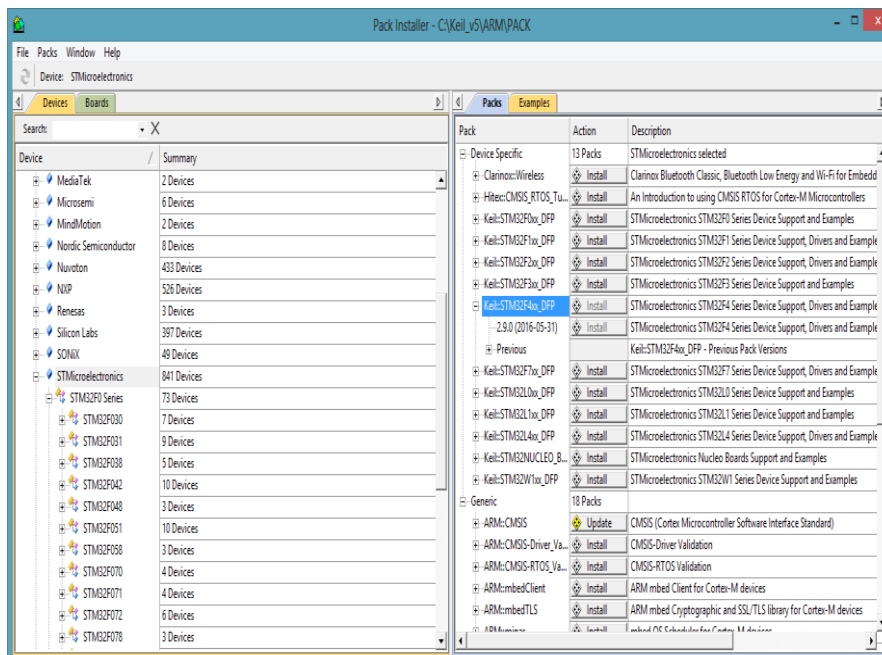 Pack Installer - C:\Keil_v5\ARM\PACK
File Packs Window Help
Device: STMicroelectronics
Devices Boards
Search:
Device Summary
MediaTek 2 Devices
Microsemi 6 Devices
MindMotion 2 Devices
Nordic Semiconductor 8 Devices
Nuvoton 433 Devices
NXP 526 Devices
Renesas 3 Devices
Silicon Labs 397 Devices
SONiX 49 Devices
STMicroelectronics 841 Devices
STM32F0 Series 73 Devices
STM32F030 7 Devices
STM32F031 9 Devices
STM32F038 5 Devices
STM32F042 10 Devices
STM32F048 3 Devices
STM32F051 10 Devices
STM32F058 3 Devices
STM32F070 4 Devices
STM32F071 4 Devices
STM32F072 6 Devices
STM32F078 3 Devices
Packs Examples
Pack Action Description
Device Specific 13 Packs STMicroelectronics selected
Clarinox::Wireless Install Clarinox Bluetooth Classic, Bluetooth Low Energy and Wi-Fi for Embedd
Hitex::CMSIS_RTOS_Tu... Install An Introduction to using CMSIS RTOS for Cortex-M Microcontrollers
Keil::STM32F0xx_DFP Install STMicroelectronics STM32F0 Series Device Support and Examples
Keil::STM32F1xx_DFP Install STMicroelectronics STM32F1 Series Device Support, Drivers and Example
Keil::STM32F2xx_DFP Install STMicroelectronics STM32F2 Series Device Support, Drivers and Example
Keil::STM32F3xx_DFP Install STMicroelectronics STM32F3 Series Device Support and Examples
Keil::STM32F4xx_DFP Install STMicroelectronics STM32F4 Series Device Support, Drivers and Example
2.9.0 (2016-05-31) Install STMicroelectronics STM32F4 Series Device Support, Drivers and Example
Previous Keil::STM32F4xx_DFP - Previous Pack Versions
Keil::STM32F7xx_DFP Install STMicroelectronics STM32F7 Series Device Support, Drivers and Example
Keil::STM32L0xx_DFP Install STMicroelectronics STM32L0 Series Device Support and Examples
Keil::STM32L1xx_DFP Install STMicroelectronics STM32L1 Series Device Support and Examples
Keil::STM32L4xx_DFP Install STMicroelectronics STM32L4 Series Device Support, Drivers and Example
Keil::STM32NUCLEO_B... Install STMicroelectronics Nucleo Boards Support and Examples
Keil::STM32W1xx_DFP Install STMicroelectronics STM32W1 Series Device Support and Examples
Generic 18 Packs
ARM::CMSIS Update CMSIS (Cortex Microcontroller Software Interface Standard)
ARM::CMSIS-Driver_Va... Install CMSIS-Driver Validation
ARM::CMSIS-RTOS_Va... Install CMSIS-RTOS Validation
ARM::mbedClient Install ARM mbed Client for Cortex-M devices
ARM::mbedTLS Install ARM mbed Cryptographic and SSL/TLS library for Cortex-M devices
ARM::minar Install mbed OS Scheduler for Cortex-M devices